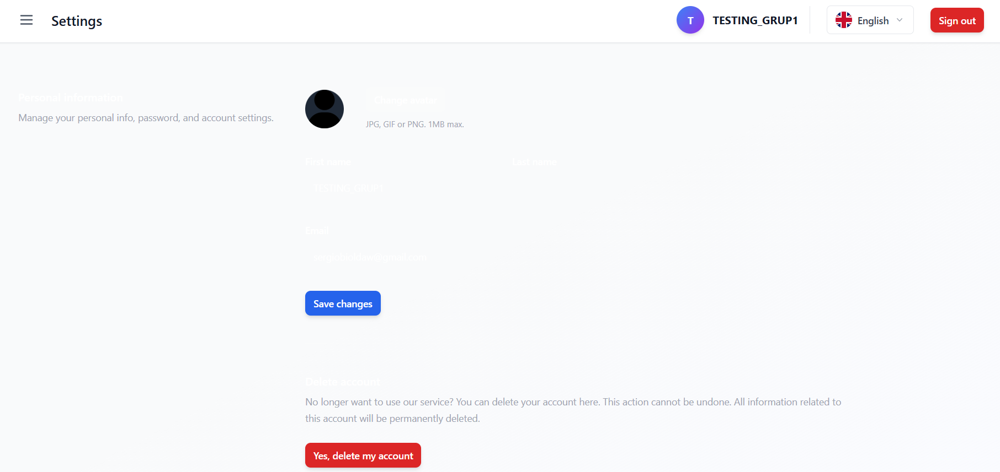 Settings
T
TESTING_GRUP1
English
Sign out
Personal information
Manage your personal info, password, and account settings.
Change avatar
JPG, GIF or PNG. 1MB max.
First name
Last name
TESTING_GRUP1
Email
Save changes
Delete account
No longer want to use our service? You can delete your account here. This action cannot be undone. All information related to
this account will be permanently deleted.
Yes, delete my account